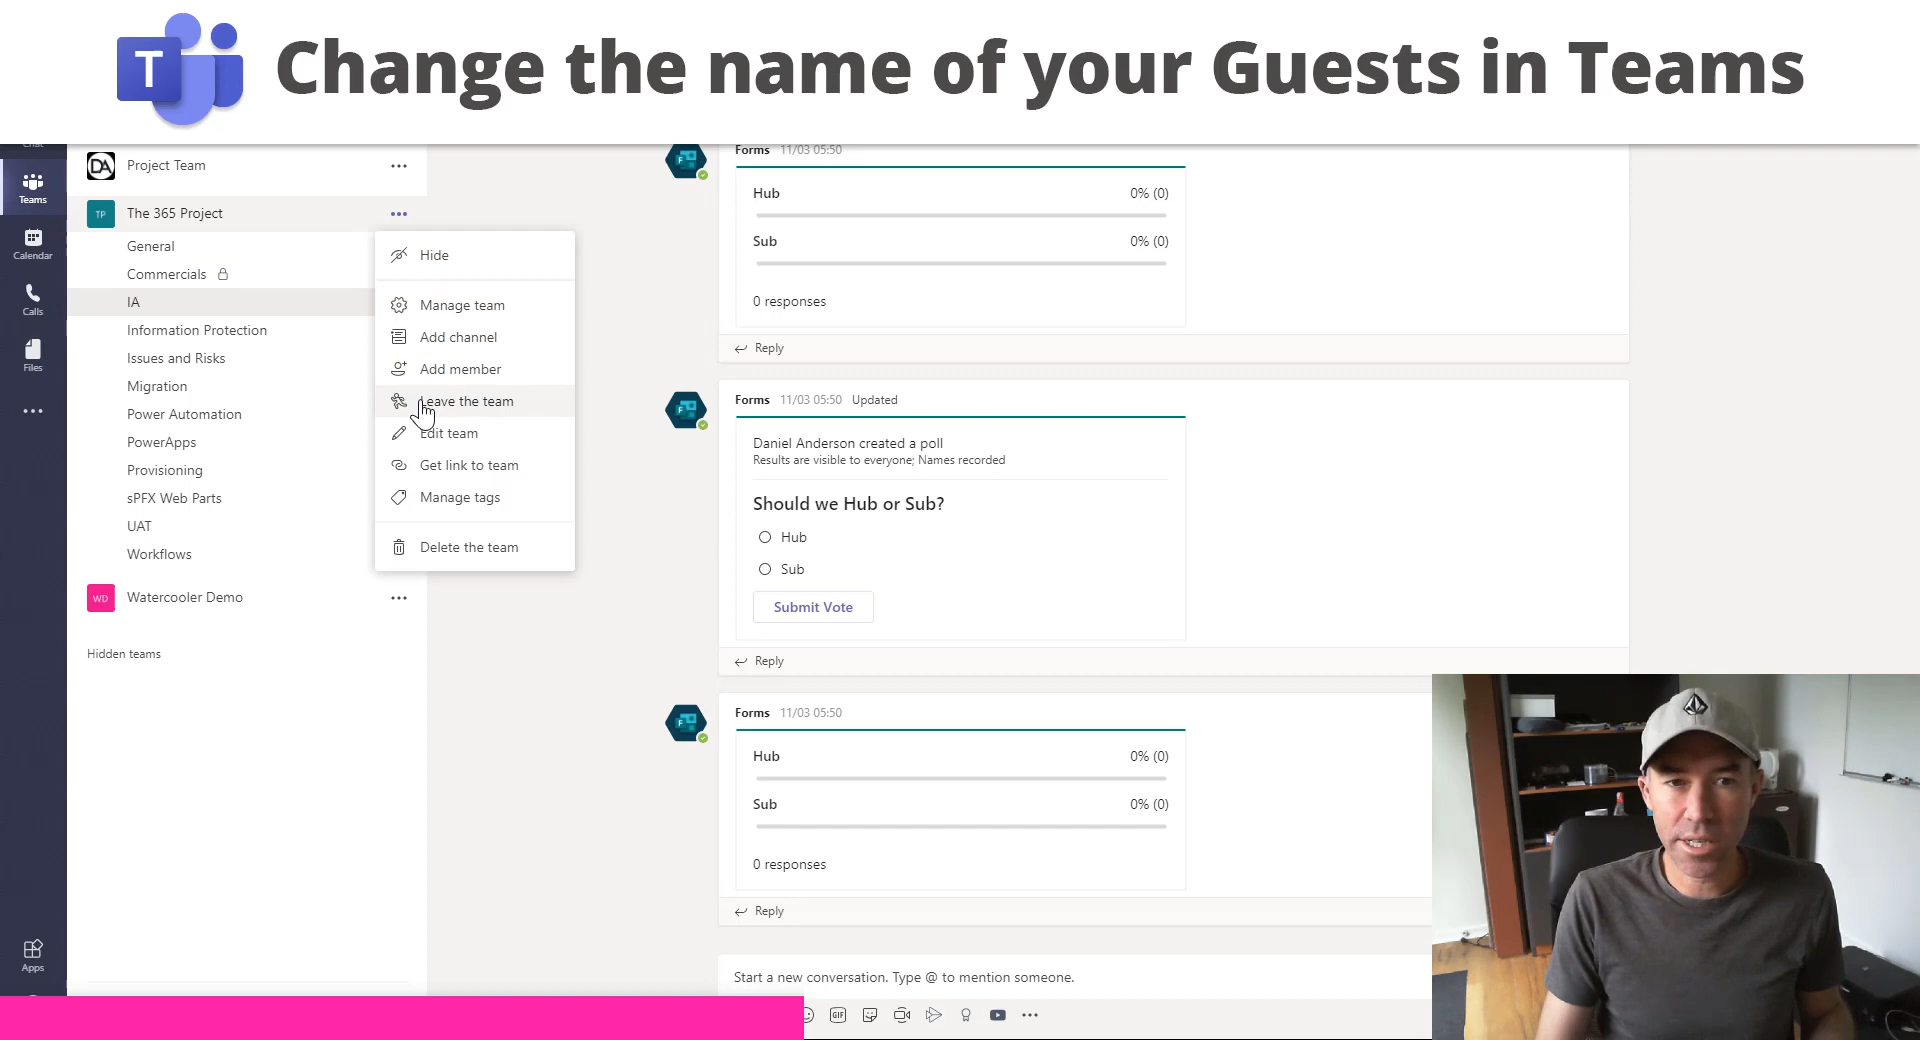 T
Change the name of your Guests in Teams
Chat
Teams
Calendar
Calls
Files
Apps
DA
Project Team
TP
The 365 Project
General
Commercials
IA
Information Protection
Issues and Risks
Migration
Power Automation
PowerApps
Provisioning
sPFX Web Parts
UAT
Workflows
WD
Watercooler Demo
Hidden teams
Hide
Manage team
Add channel
Add member
Leave the team
Edit team
Get link to team
Manage tags
Delete the team
F
Forms 11/03 05:50
Hub 0% (0)
Sub 0% (0)
0 responses
Reply
F
Forms 11/03 05:50 Updated
Daniel Anderson created a poll
Results are visible to everyone; Names recorded
Should we Hub or Sub?
Hub
Sub
Submit Vote
Reply
F
Forms 11/03 05:50
Hub 0% (0)
Sub 0% (0)
0 responses
Reply
Start a new conversation. Type @ to mention someone.
GIF